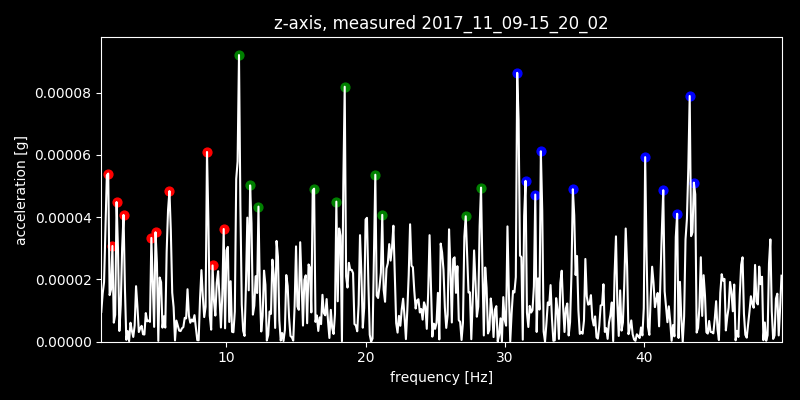 z-axis, measured 2017_11_09-15_20_02
0.00008
0.00006
0.00004
0.00002
0.00000
acceleration [g]
10 20 30 40
frequency [Hz]